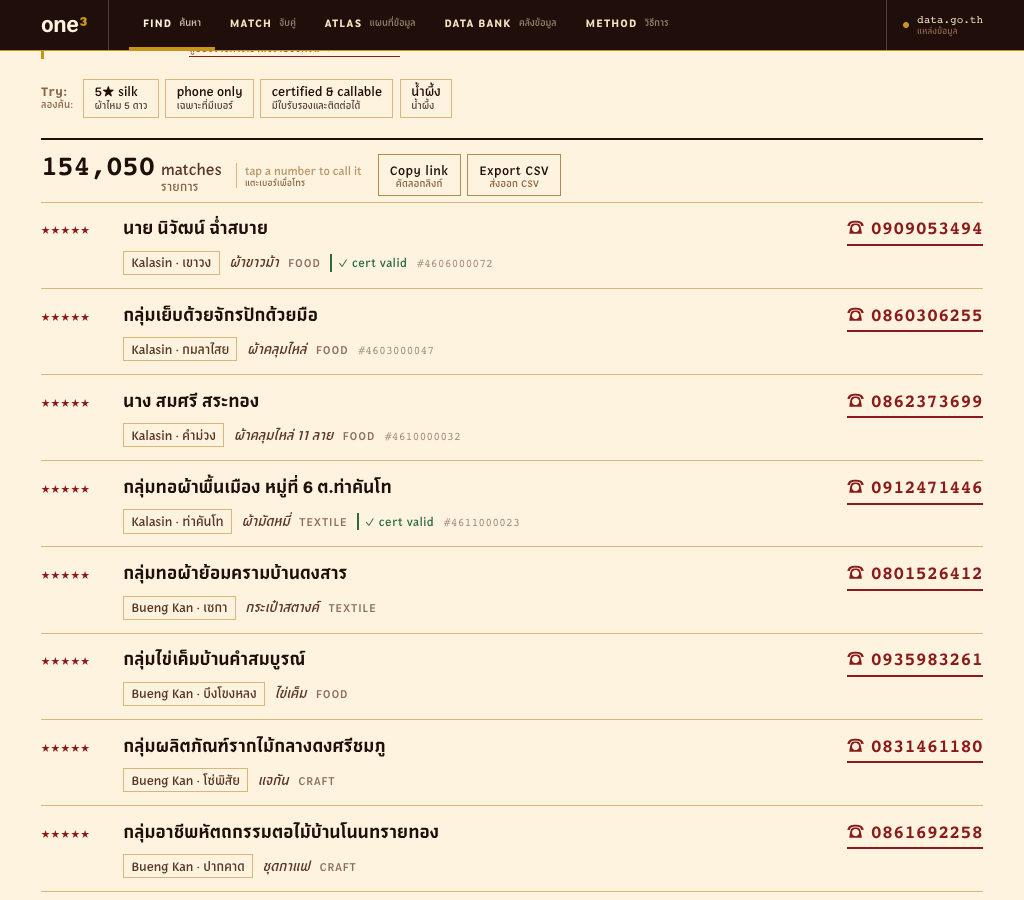 one³
FIND ค้นหา
MATCH จับคู่
ATLAS แผนที่ข้อมูล
DATA BANK คลังข้อมูล
METHOD วิธีการ
data.go.th
แหล่งข้อมูล
Try:
ลองค้น:
5★ silk
ผ้าไหม 5 ดาว
phone only
เฉพาะที่มีเบอร์
certified & callable
มีใบรับรองและติดต่อได้
น้ำผึ้ง
น้ำผึ้ง
154,050 matches
รายการ
tap a number to call it
แตะเบอร์เพื่อโทร
Copy link
คัดลอกลิงก์
Export CSV
ส่งออก CSV
★★★★★ นาย นิวัฒน์ ฉ่ำสบาย ☎ 0909053494
Kalasin · เขาวง ผ้าขาวม้า FOOD ✓ cert valid #4606000072
★★★★★ กลุ่มเย็บด้วยจักรปักด้วยมือ ☎ 0860306255
Kalasin · กมลาไสย ผ้าคลุมไหล่ FOOD #4603000047
★★★★★ นาง สมศรี สระทอง ☎ 0862373699
Kalasin · คำม่วง ผ้าคลุมไหล่ 11 ลาย FOOD #4610000032
★★★★★ กลุ่มทอผ้าพื้นเมือง หมู่ที่ 6 ต.ท่าคันโท ☎ 0912471446
Kalasin · ท่าคันโท ผ้ามัดหมี่ TEXTILE ✓ cert valid #4611000023
★★★★★ กลุ่มทอผ้าย้อมครามบ้านดงสาร ☎ 0801526412
Bueng Kan · เซกา กระเป๋าสตางค์ TEXTILE
★★★★★ กลุ่มไข่เค็มบ้านคำสมบูรณ์ ☎ 0935983261
Bueng Kan · บึงโขงหลง ไข่เค็ม FOOD
★★★★★ กลุ่มผลิตภัณฑ์รากไม้กลางดงศรีชมภู ☎ 0831461180
Bueng Kan · โซ่พิสัย แจกัน CRAFT
★★★★★ กลุ่มอาชีพหัตถกรรมตอไม้บ้านโนนทรายทอง ☎ 0861692258
Bueng Kan · ปากคาด ชุดกาแฟ CRAFT